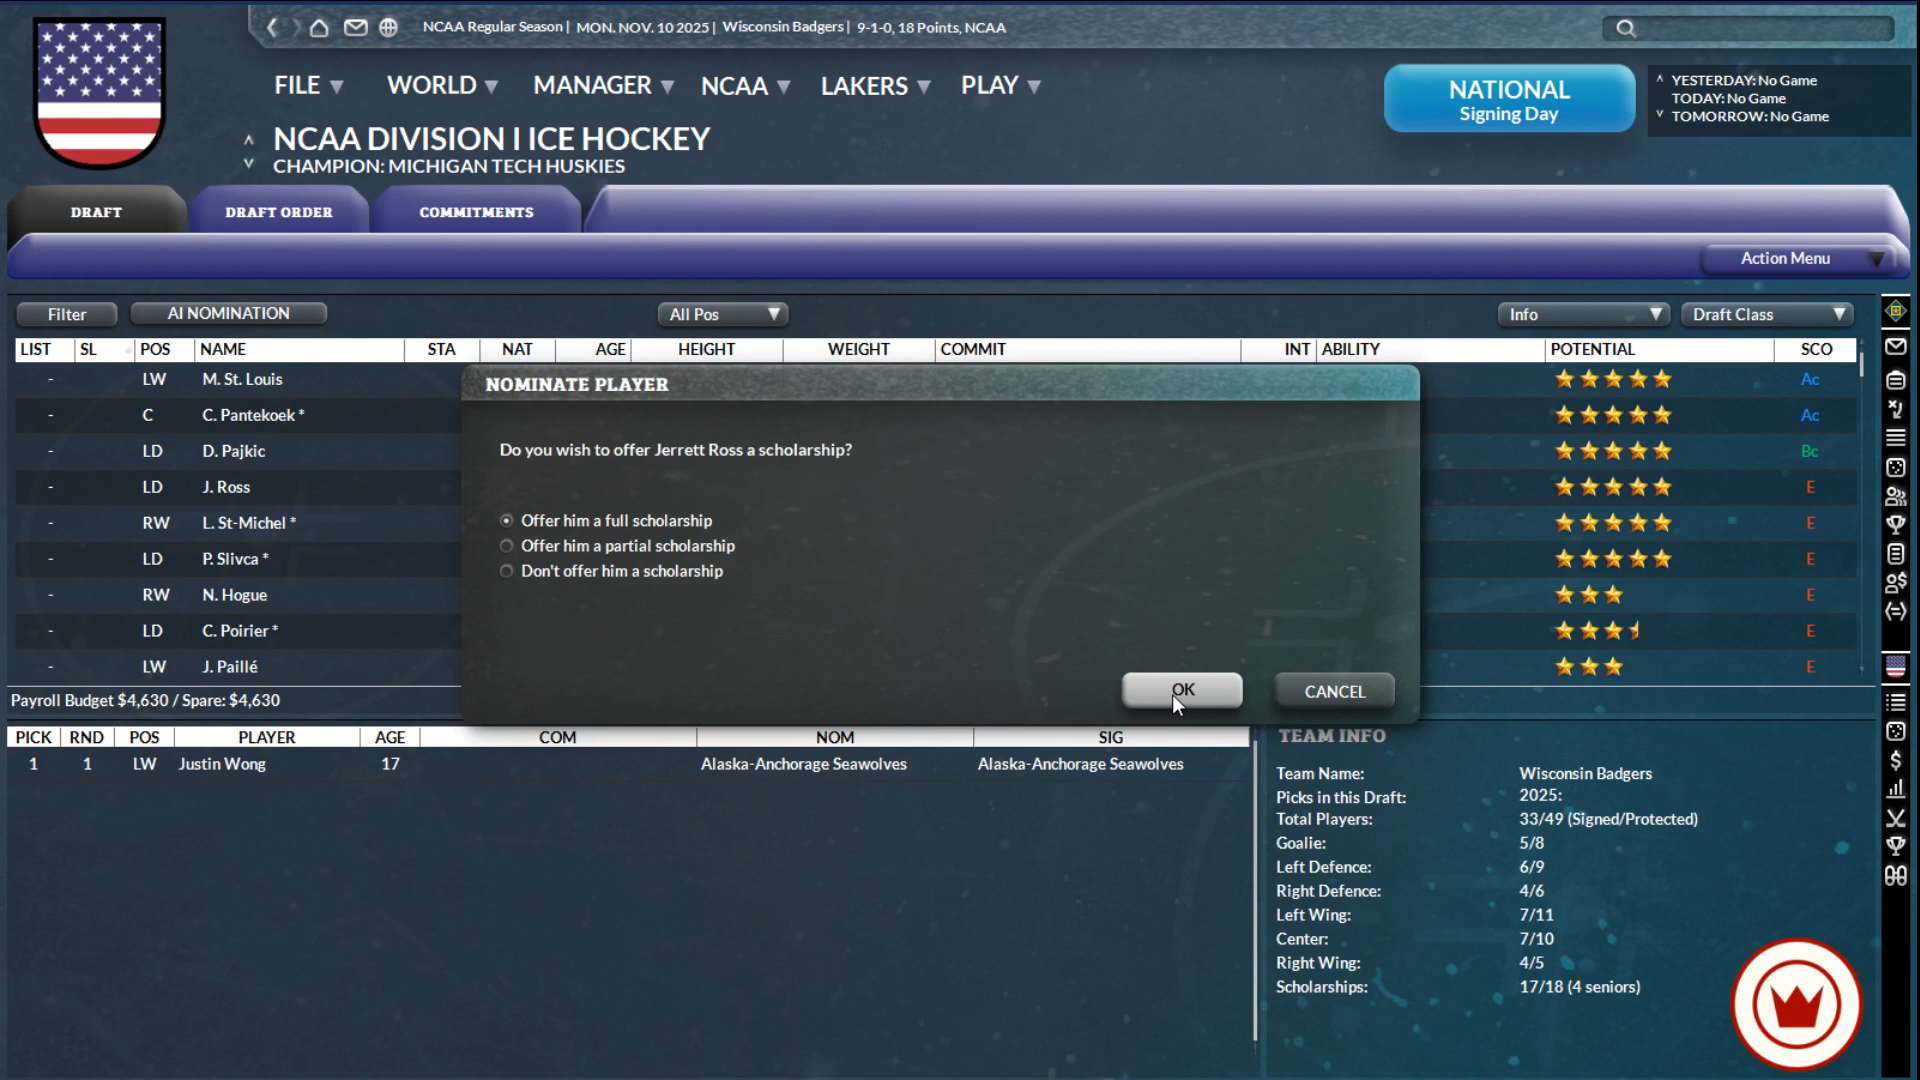 NCAA Regular Season | MON. NOV. 10 2025 | Wisconsin Badgers | 9-1-0, 18 Points, NCAA
FILE WORLD MANAGER NCAA LAKERS PLAY
NATIONAL
Signing Day
YESTERDAY: No Game
TODAY: No Game
TOMORROW: No Game
NCAA DIVISION I ICE HOCKEY
CHAMPION: MICHIGAN TECH HUSKIES
DRAFT DRAFT ORDER COMMITMENTS
Action Menu
Filter AI NOMINATION All Pos Info Draft Class
LIST SL POS NAME STA NAT AGE HEIGHT WEIGHT COMMIT INT ABILITY POTENTIAL SCO
- LW M. St. Louis Ac
- C C. Pantekoek * Ac
- LD D. Pajkic Bc
- LD J. Ross E
- RW L. St-Michel * E
- LD P. Slivca * E
- RW N. Hogue E
- LD C. Poirier * E
- LW J. Paillé E
NOMINATE PLAYER
Do you wish to offer Jerrett Ross a scholarship?
Offer him a full scholarship
Offer him a partial scholarship
Don't offer him a scholarship
OK CANCEL
Payroll Budget $4,630 / Spare: $4,630
PICK RND POS PLAYER AGE COM NOM SIG
1 1 LW Justin Wong 17 Alaska-Anchorage Seawolves Alaska-Anchorage Seawolves
TEAM INFO
Team Name: Wisconsin Badgers
Picks in this Draft: 2025:
Total Players: 33/49 (Signed/Protected)
Goalie: 5/8
Left Defence: 6/9
Right Defence: 4/6
Left Wing: 7/11
Center: 7/10
Right Wing: 4/5
Scholarships: 17/18 (4 seniors)